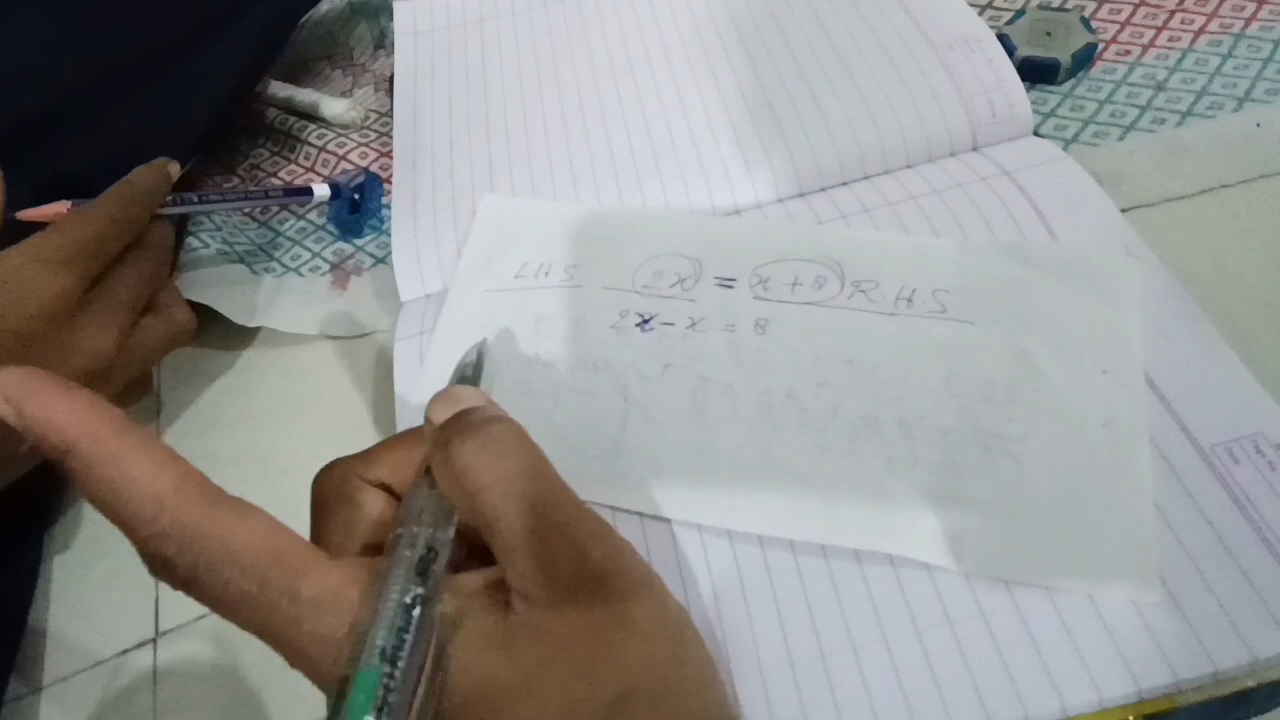 LHS 2x = x + 8 R.H.S
2x - x = 8